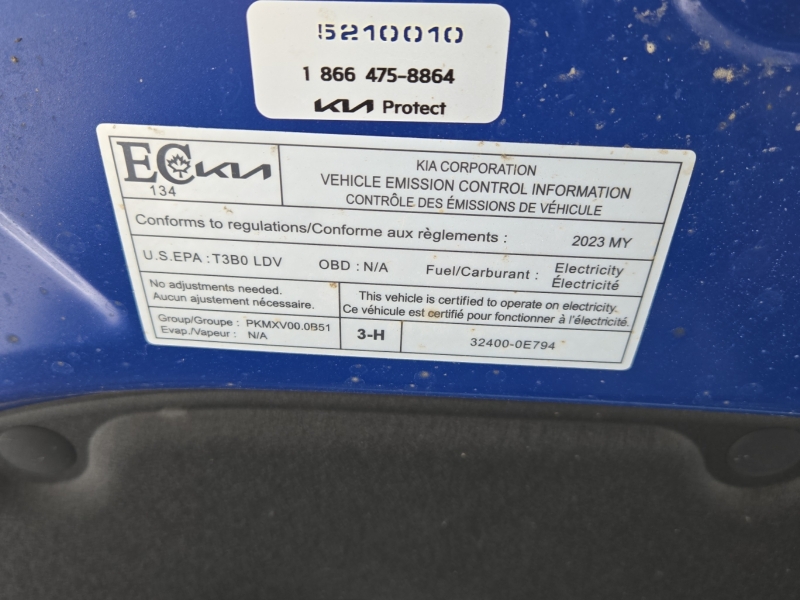 5210010
1 866 475-8864
KIA Protect
EC KIA
134
KIA CORPORATION
VEHICLE EMISSION CONTROL INFORMATION
CONTRÔLE DES ÉMISSIONS DE VÉHICULE
Conforms to regulations/Conforme aux règlements : 2023 MY
U.S.EPA : T3B0 LDV OBD : N/A Fuel/Carburant : Electricity
Électricité
No adjustments needed.
Aucun ajustement nécessaire.
This vehicle is certified to operate on electricity.
Ce véhicule est certifié pour fonctionner à l'électricité.
Group/Groupe : PKMXV00.0B51
Evap./Vapeur : N/A
3-H
32400-0E794